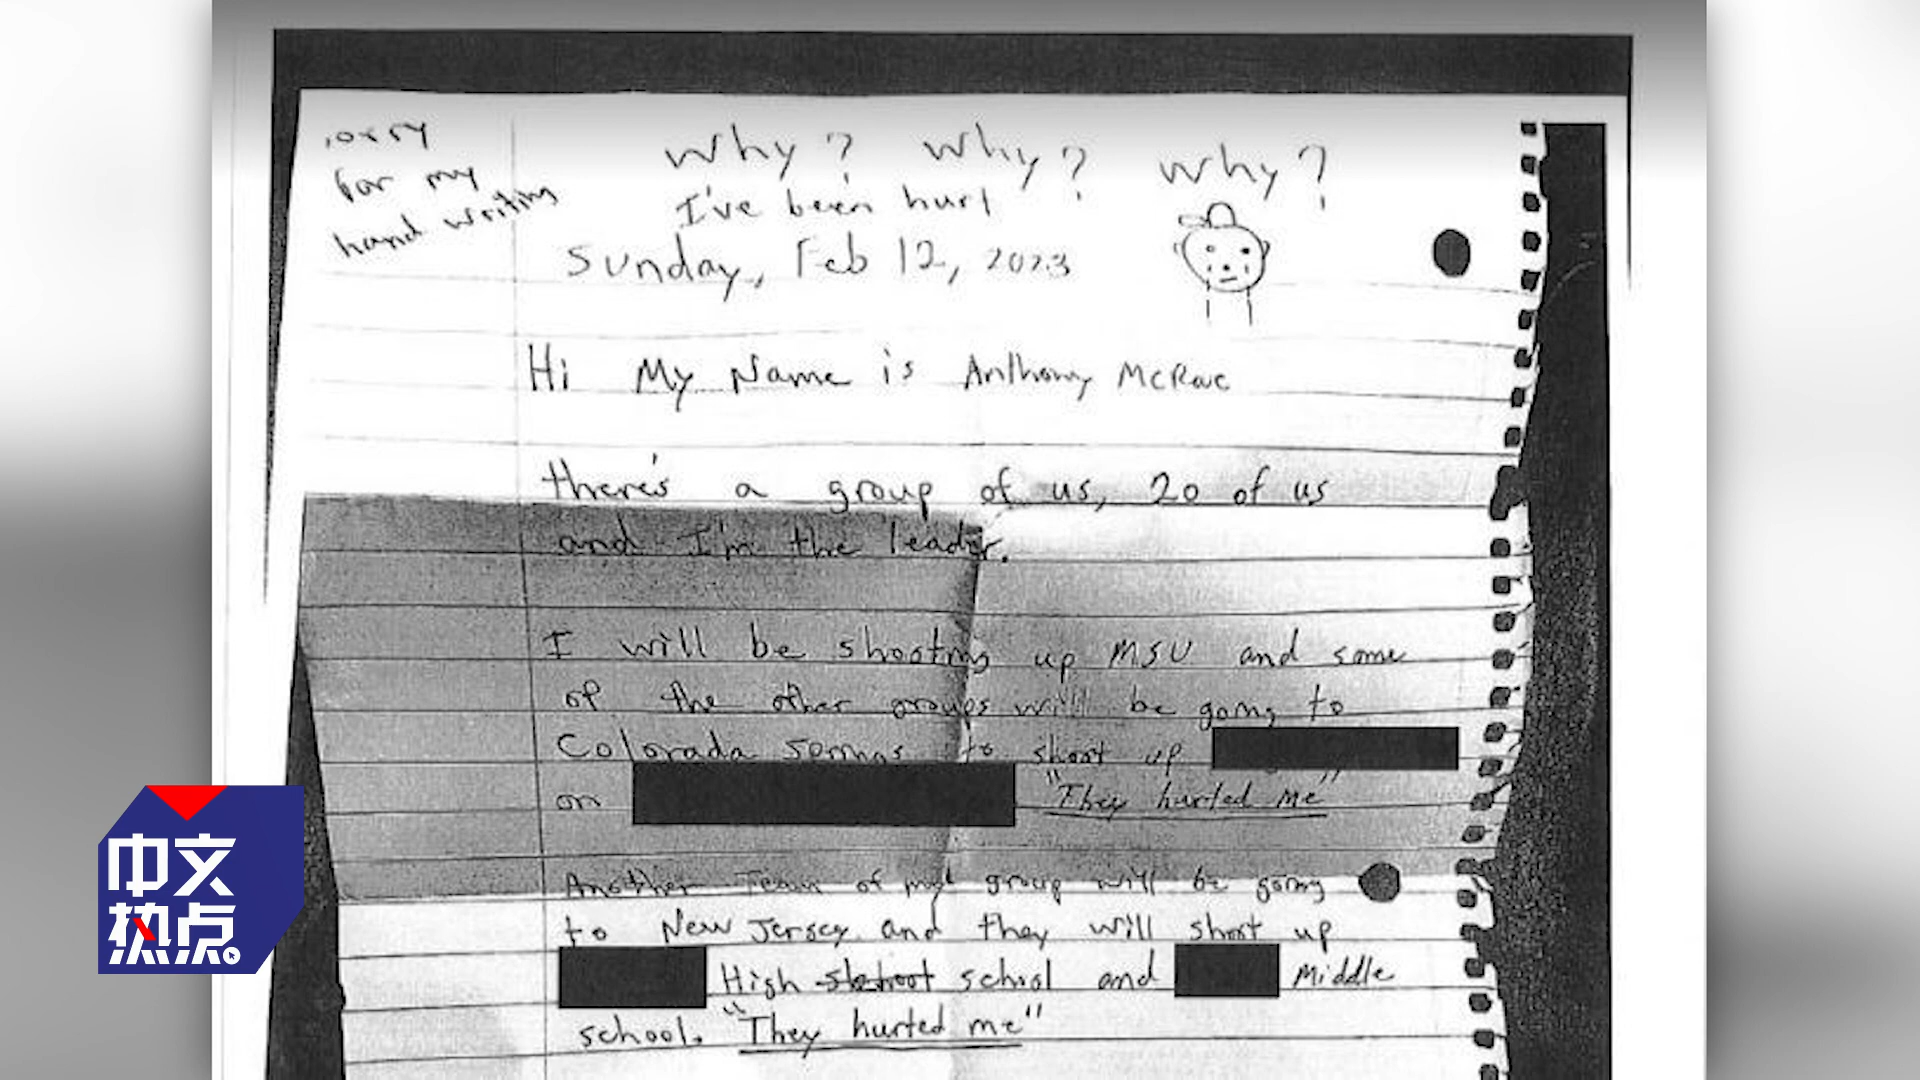 sorry
for my
hand writing
why? why? why?
I've been hurt
Sunday, Feb 12, 2023
Hi My Name is Anthony McRae
there's a group of us, 20 of us
and I'm the leader.
I will be shooting up MSU and some
of the other groups will be going to
Colorada springs to shoot up
on "They hurted me"
Another Team of my group will be going
to New Jersey and they will shoot up
High school and Middle
school. "They hurted me"
中文
热点